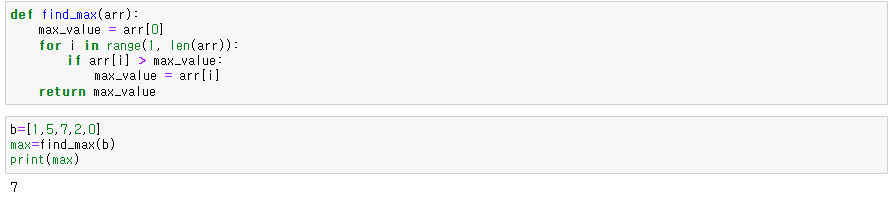 def find_max(arr):
    max_value = arr[0]
    for i in range(1, len(arr)):
        if arr[i] > max_value:
            max_value = arr[i]
    return max_value
b=[1,5,7,2,0]
max=find_max(b)
print(max)
7